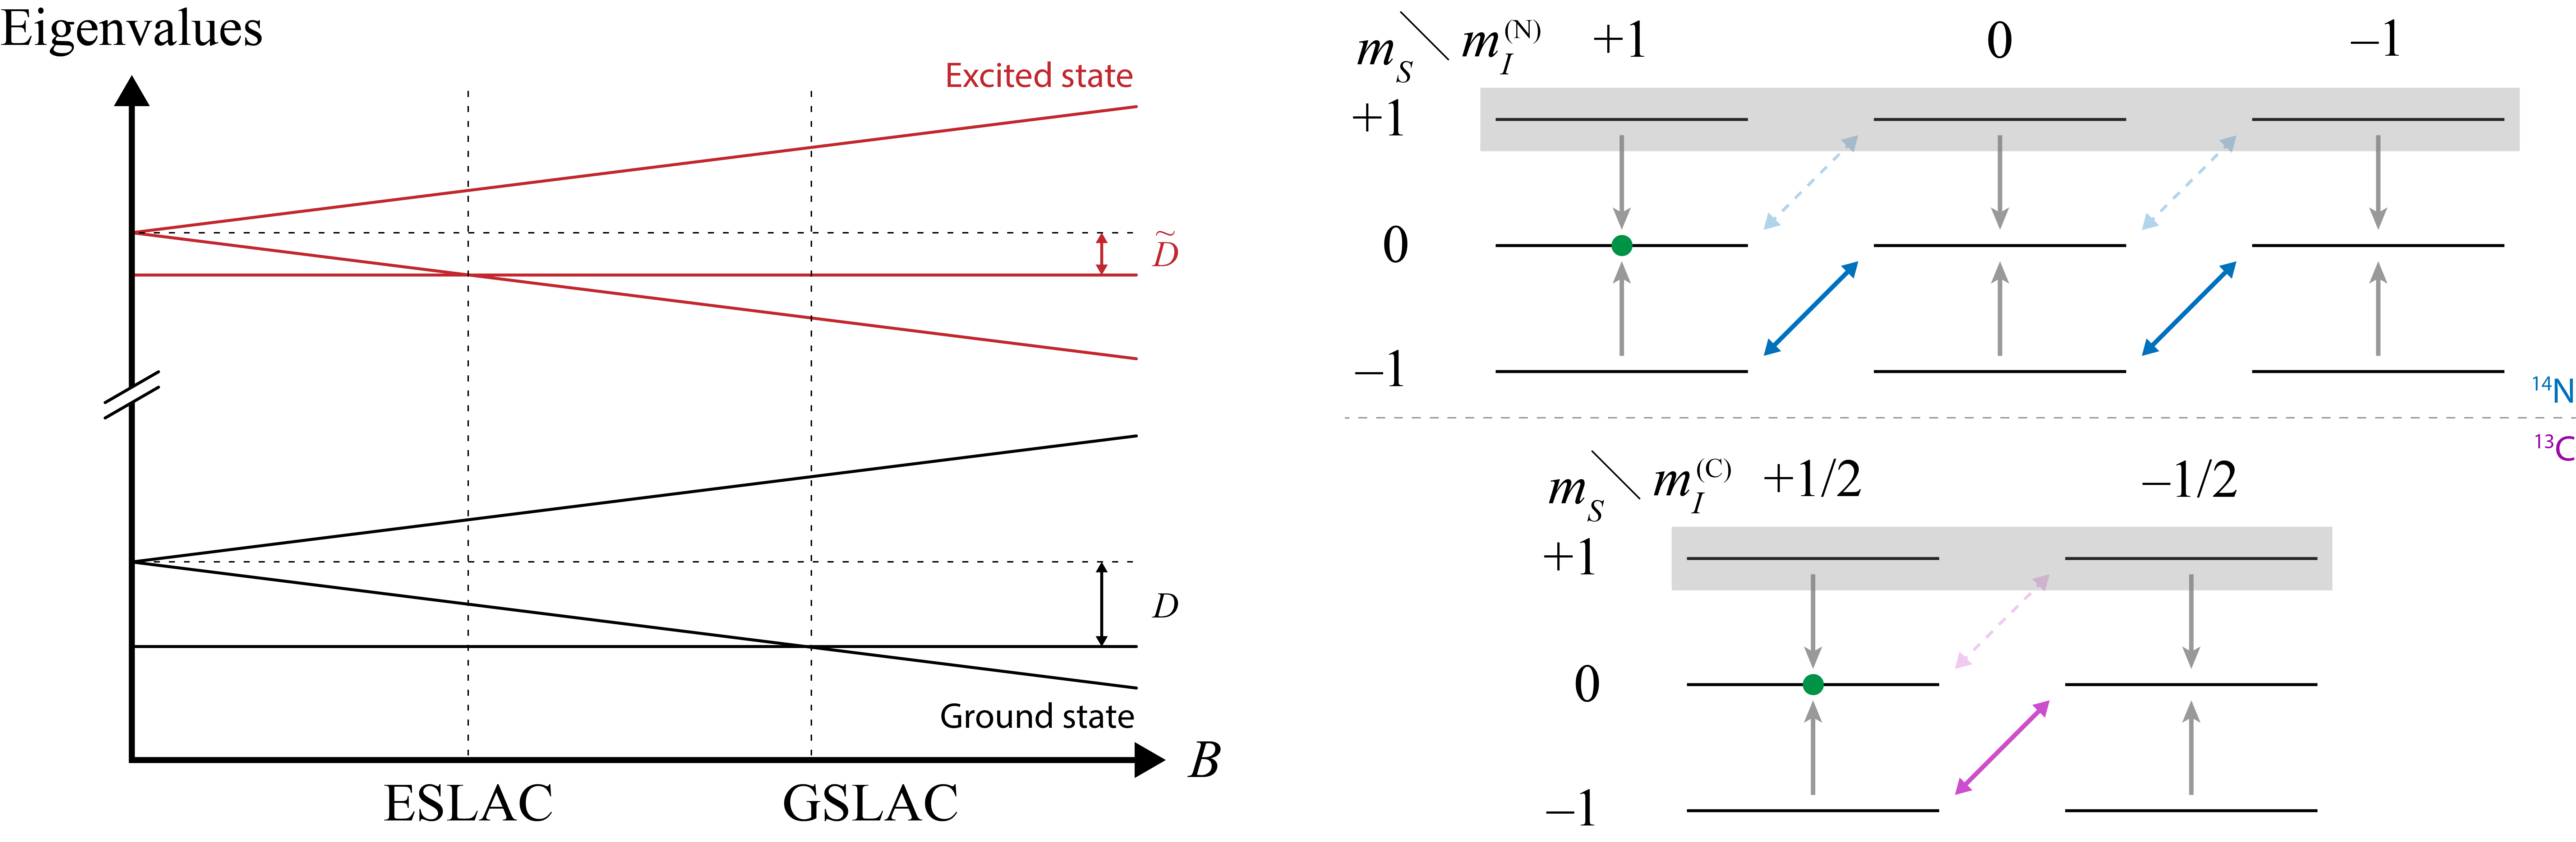 Eigenvalues
Excited state
D̃
D
Ground state
B
ESLAC GSLAC
m_S \ m_I^(N) +1 0 –1
+1
0
–1
¹⁴N
¹³C
m_S \ m_I^(C) +1/2 –1/2
+1
0
–1